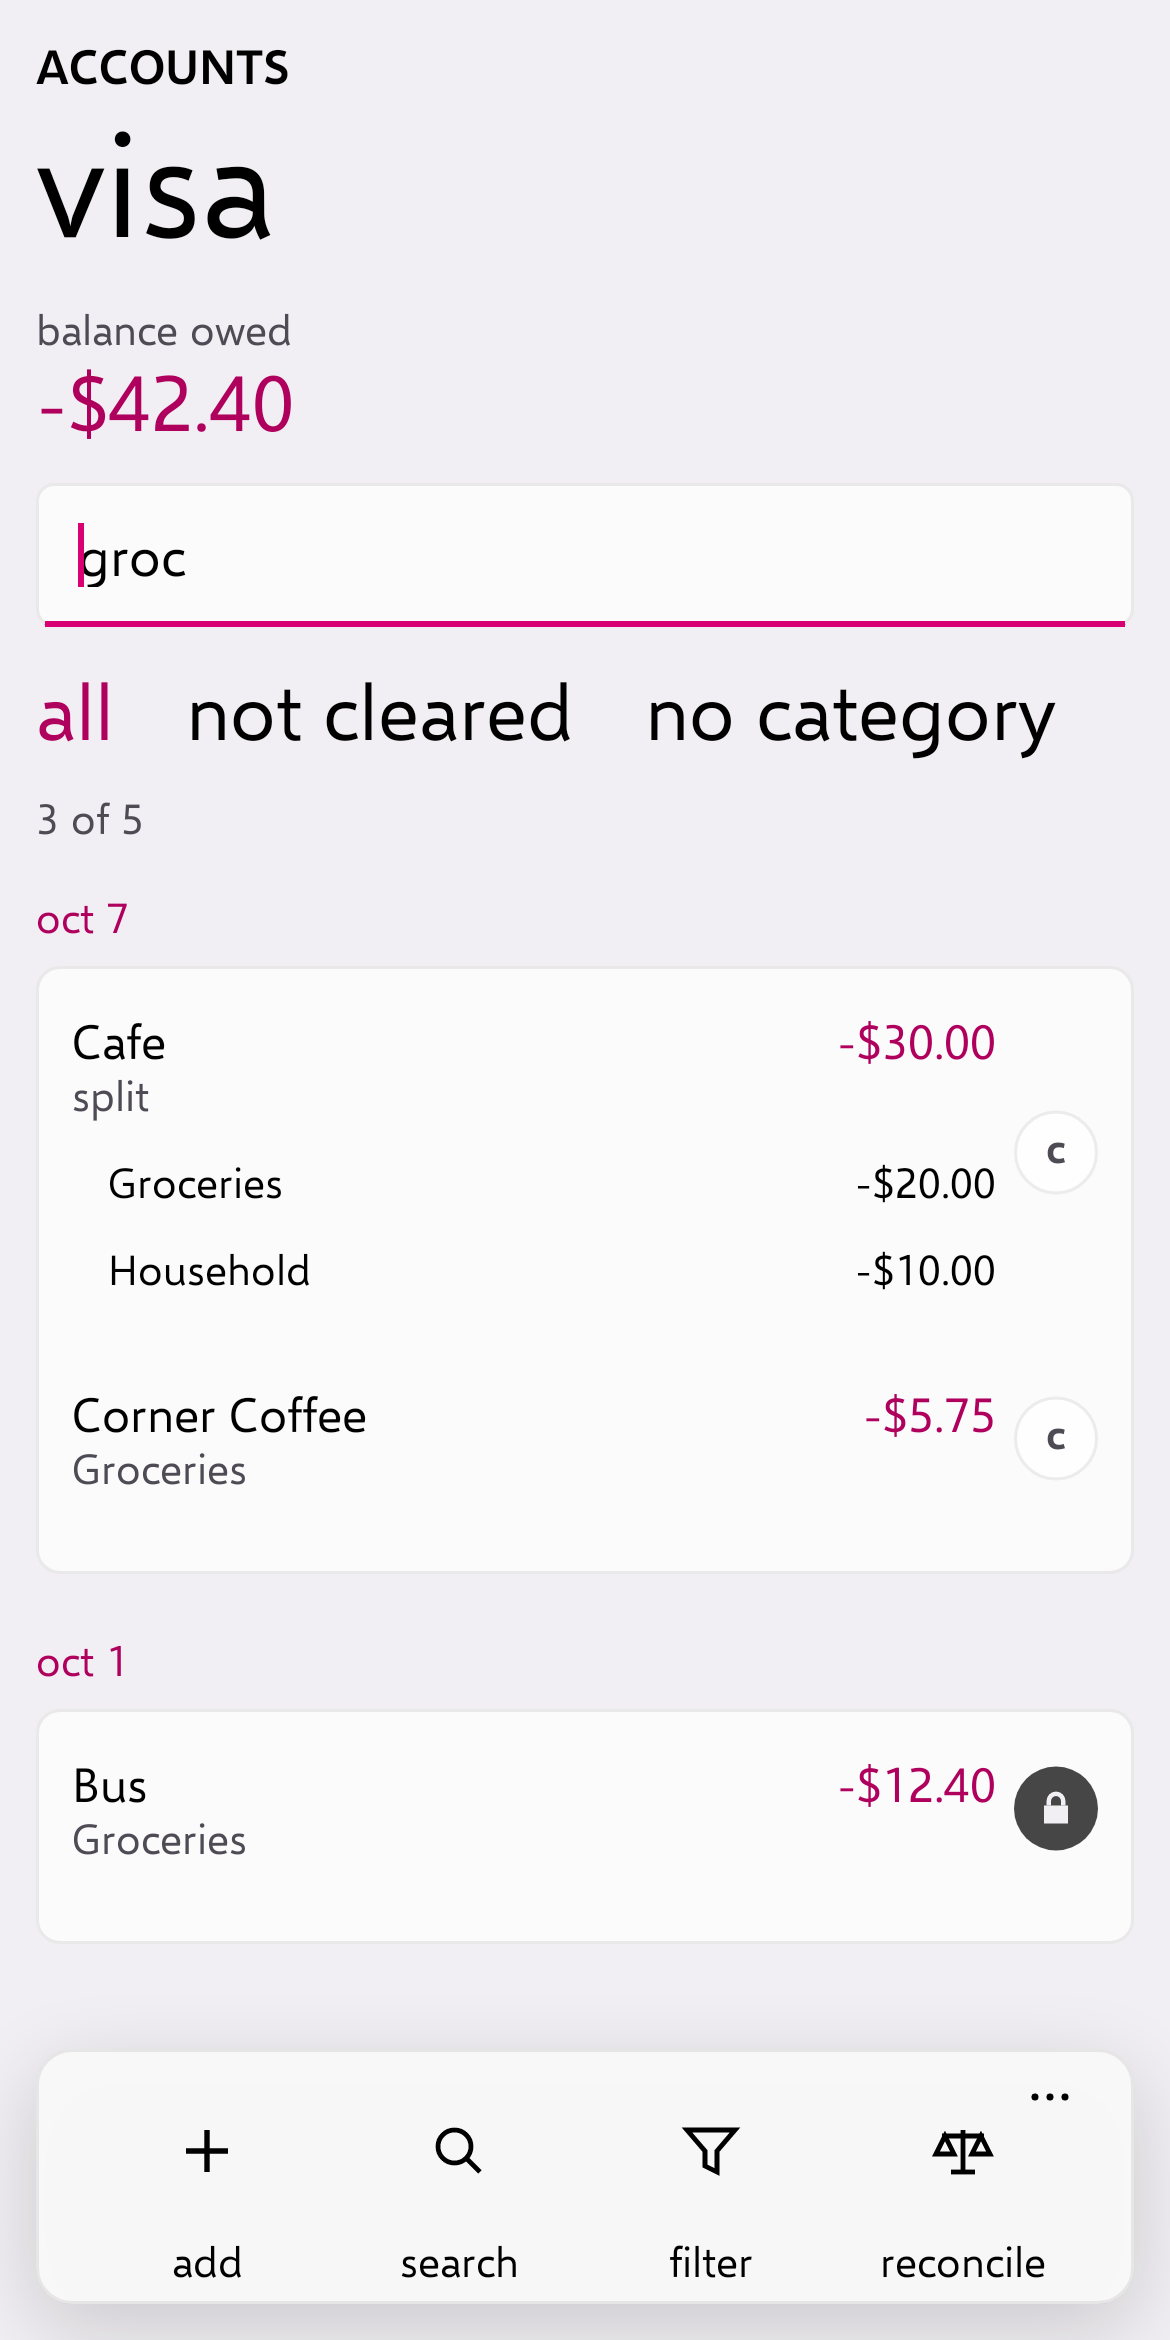 ACCOUNTS
visa
balance owed
-$42.40
groc
all not cleared no category
3 of 5
oct 7
Cafe -$30.00
split
c
Groceries -$20.00
Household -$10.00
Corner Coffee -$5.75
c
Groceries
oct 1
Bus -$12.40
Groceries
add search filter reconcile